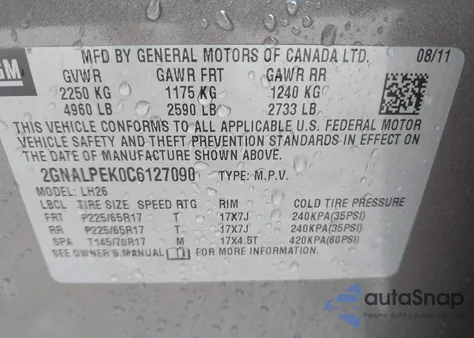 GM
MFD BY GENERAL MOTORS OF CANADA LTD. 08/11
GVWR GAWR FRT GAWR RR
2250 KG 1175 KG 1240 KG
4960 LB 2590 LB 2733 LB
THIS VEHICLE CONFORMS TO ALL APPLICABLE U.S. FEDERAL MOTOR
VEHICLE SAFETY AND THEFT PREVENTION STANDARDS IN EFFECT ON
THE DATE OF MANUFACTURE SHOWN ABOVE.
2GNALPEK0C6127090 TYPE: M.P.V.
MODEL: LH26
LBCL TIRE SIZE SPEED RTG RIM COLD TIRE PRESSURE
FRT P225/65R17 T 17X7J 240KPA(35PSI)
RR P225/65R17 T 17X7J 240KPA(35PSI)
SPA T145/70R17 M 17X4.5T 420KPA(60PSI)
SEE OWNER'S MANUAL FOR MORE INFORMATION.
autoSnap